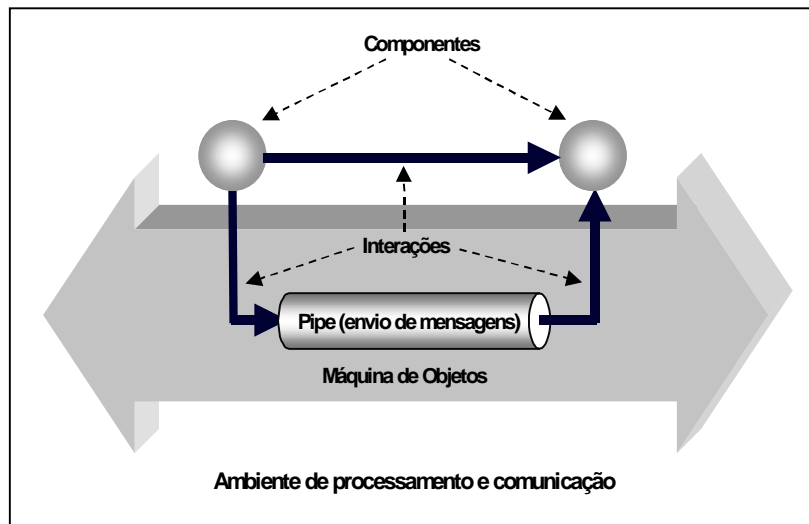 Componentes
Interações
Pipe (envio de mensagens)
Máquina de Objetos
Ambiente de processamento e comunicação